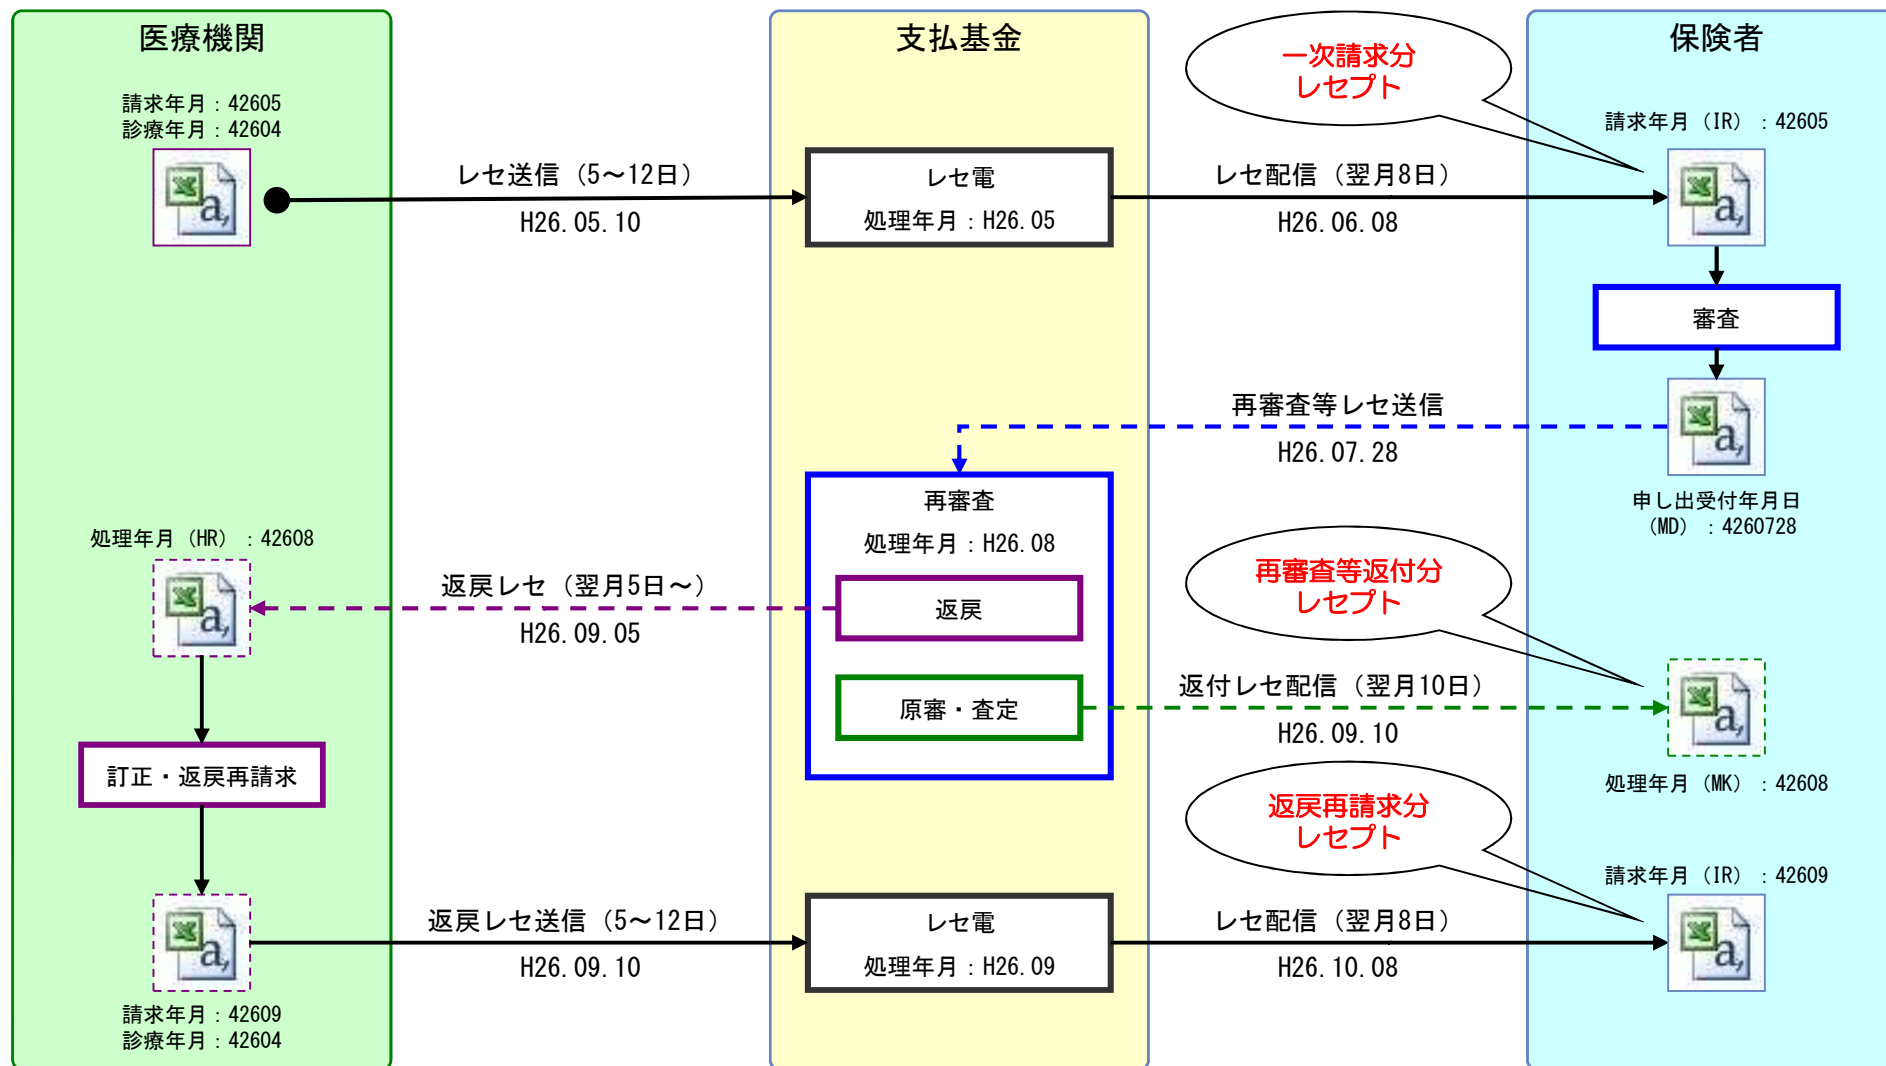 医療機関
支払基金
保険者
一次請求分
レセプト
請求年月：42605
診療年月：42604
請求年月（IR）：42605
レセ送信（5～12日）
H26.05.10
レセ電
処理年月：H26.05
レセ配信（翌月8日）
H26.06.08
審査
再審査等レセ送信
H26.07.28
申し出受付年月日
（MD）：4260728
再審査
処理年月：H26.08
処理年月（HR）：42608
返戻レセ（翌月5日～）
H26.09.05
返戻
再審査等返付分
レセプト
原審・査定
返付レセ配信（翌月10日）
H26.09.10
処理年月（MK）：42608
訂正・返戻再請求
返戻再請求分
レセプト
請求年月（IR）：42609
返戻レセ送信（5～12日）
H26.09.10
レセ電
処理年月：H26.09
レセ配信（翌月8日）
H26.10.08
請求年月：42609
診療年月：42604